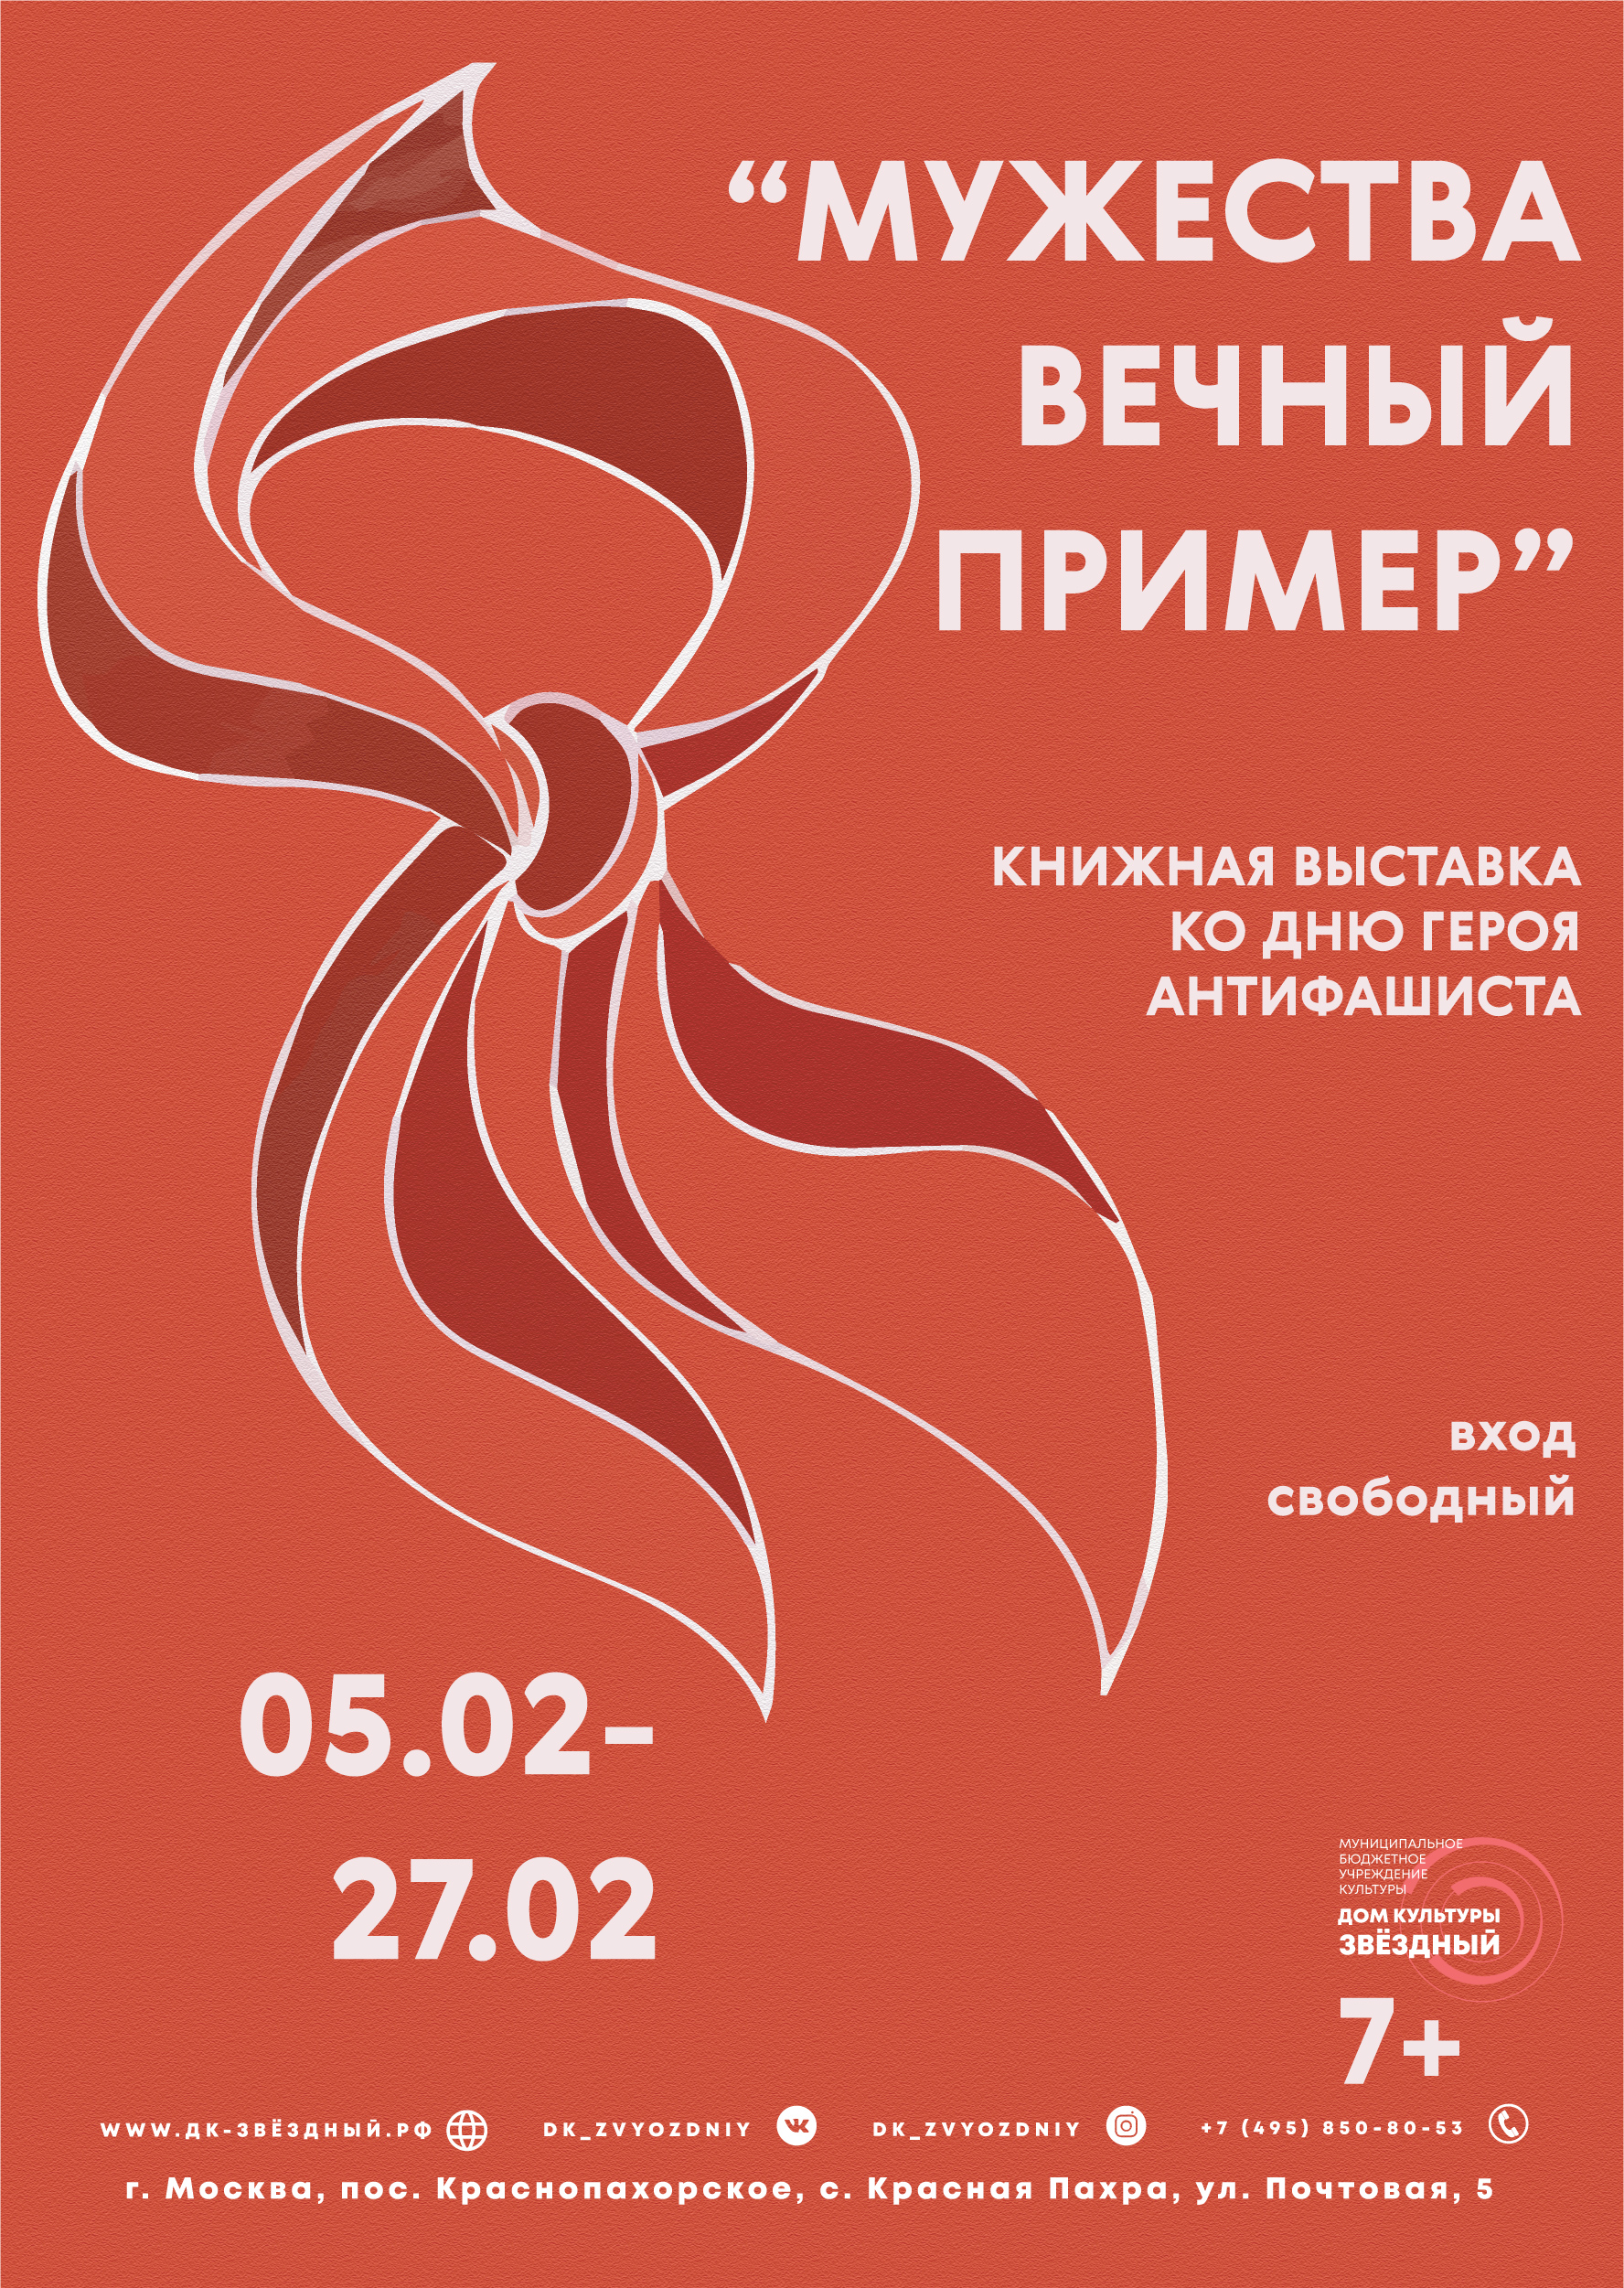 “МУЖЕСТВА
ВЕЧНЫЙ
ПРИМЕР”
КНИЖНАЯ ВЫСТАВКА
КО ДНЮ ГЕРОЯ
АНТИФАШИСТА
вход
свободный
05.02-
27.02
МУНИЦИПАЛЬНОЕ
БЮДЖЕТНОЕ
УЧРЕЖДЕНИЕ
КУЛЬТУРЫ
ДОМ КУЛЬТУРЫ
ЗВЁЗДНЫЙ
7+
WWW.ДК-ЗВЁЗДНЫЙ.РФ DK_ZVYOZDNIY DK_ZVYOZDNIY +7 (495) 850-80-53
г. Москва, пос. Краснопахорское, с. Красная Пахра, ул. Почтовая, 5